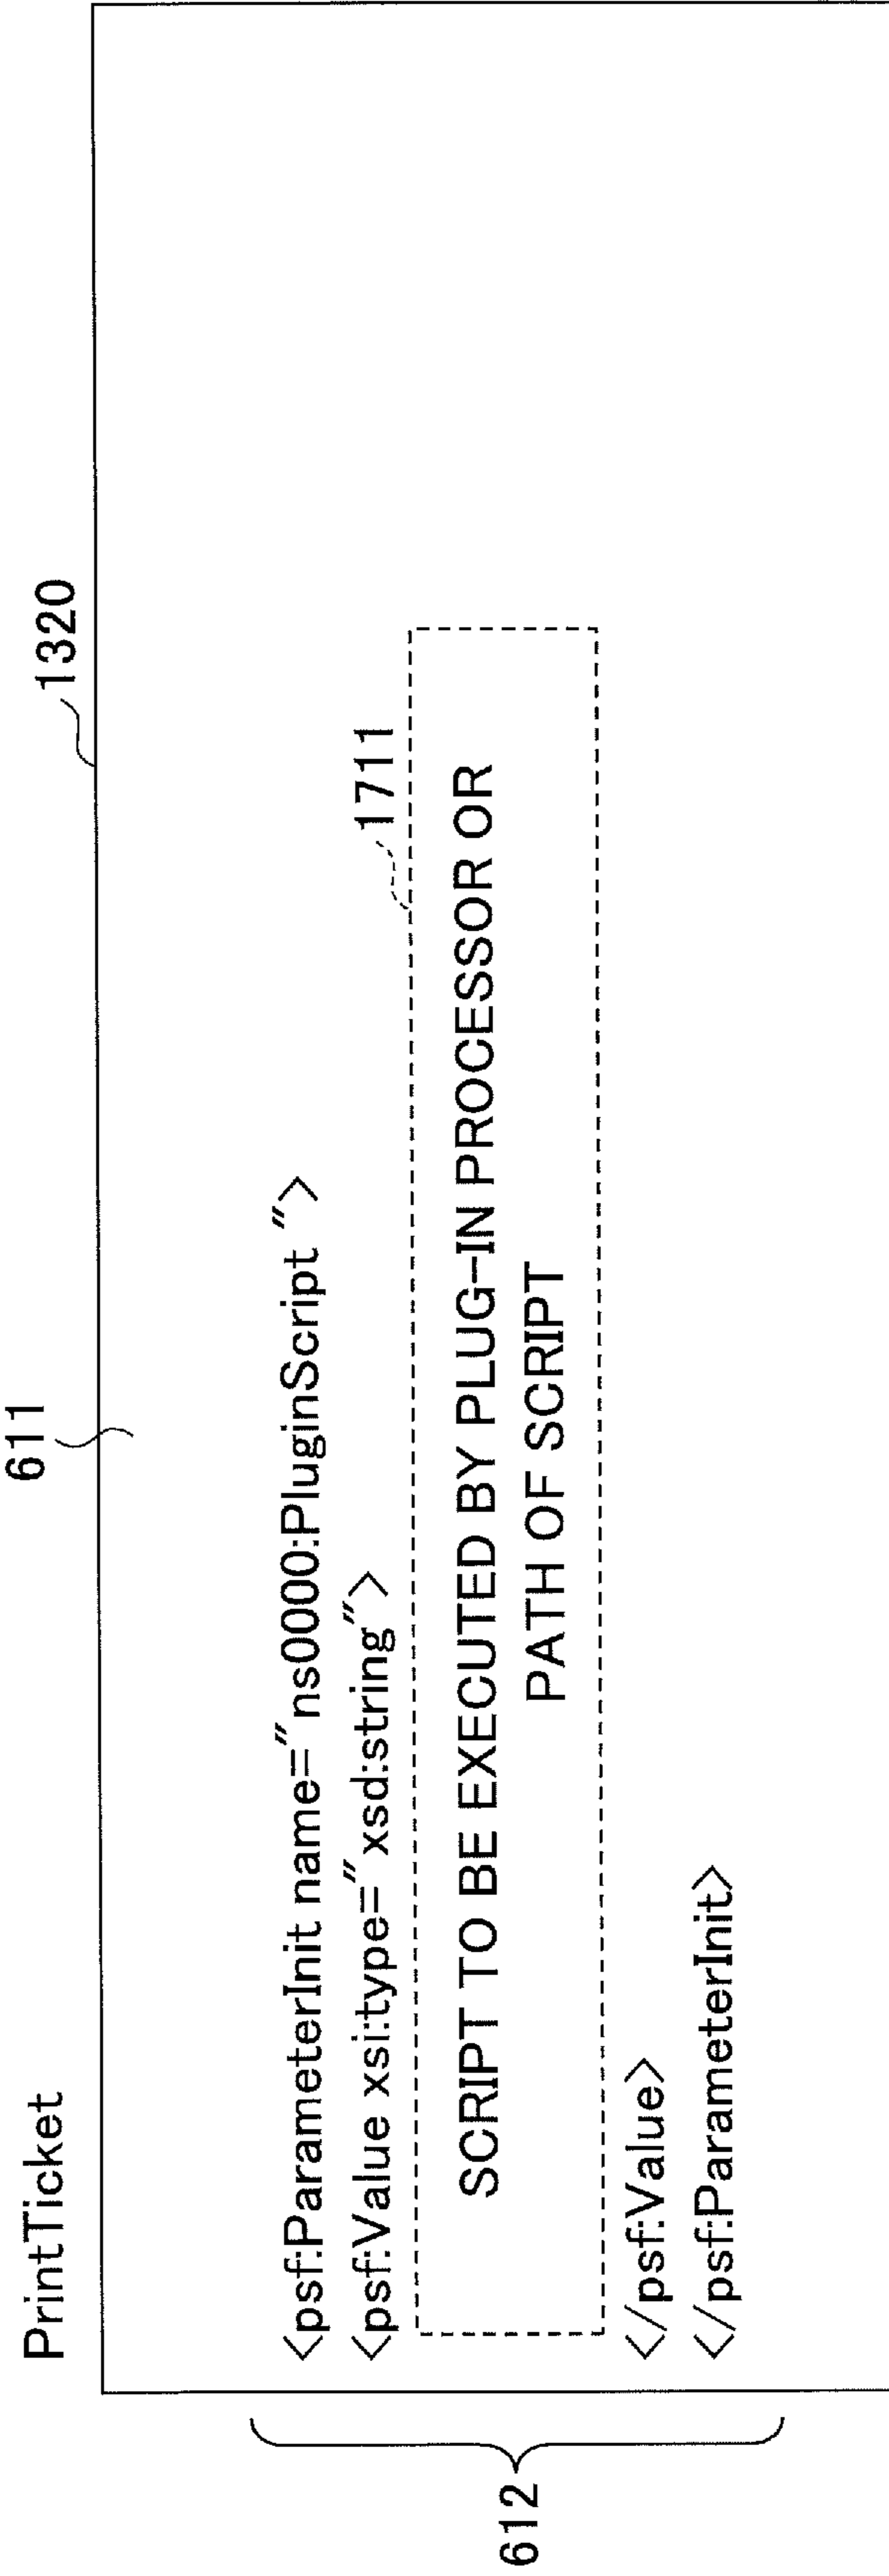 PrintTicket
611
1320
<psf:ParameterInit name="ns0000:PluginScript ">
<psf:Value xsi:type="xsd:string">
1711
SCRIPT TO BE EXECUTED BY PLUG-IN PROCESSOR OR
PATH OF SCRIPT
</psf:Value>
</psf:ParameterInit>
612